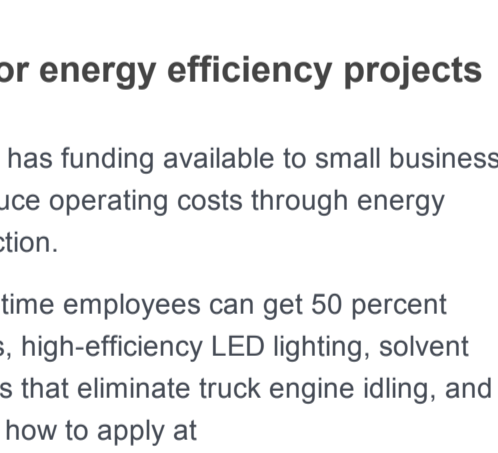 or energy efficiency projects
has funding available to small business
uce operating costs through energy
ction.
time employees can get 50 percent
s, high-efficiency LED lighting, solvent
s that eliminate truck engine idling, and
how to apply at